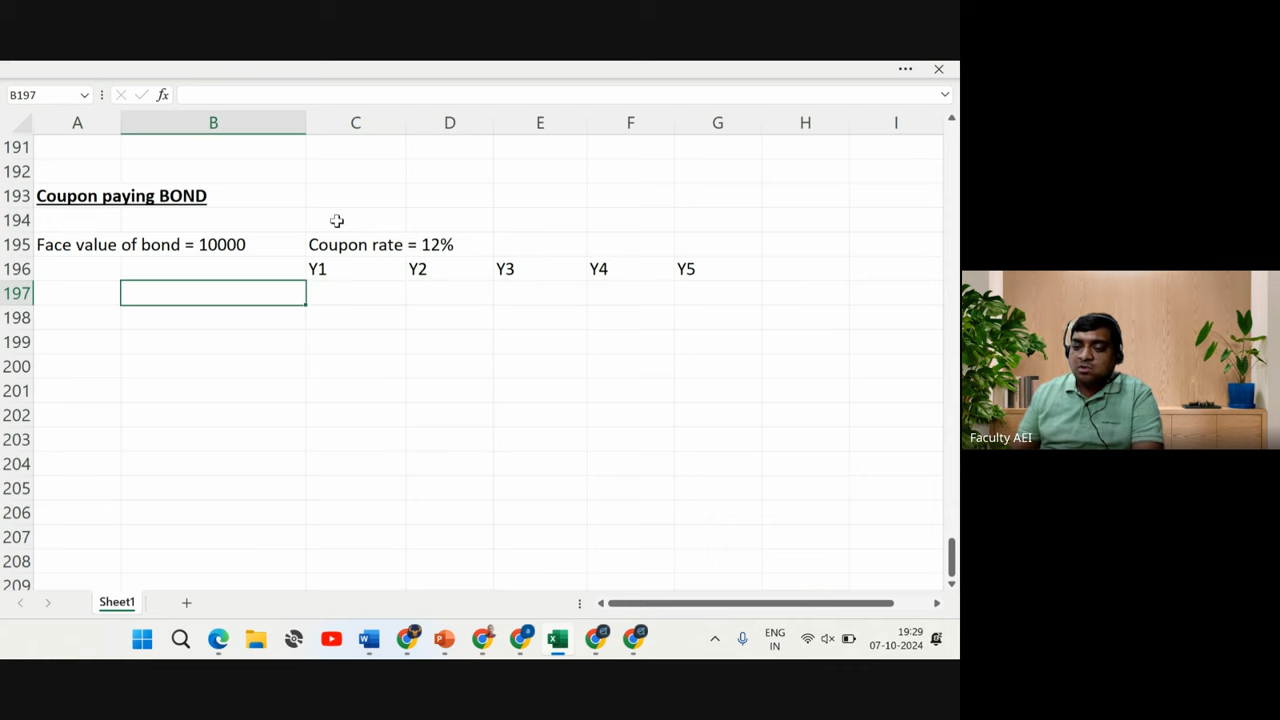 B197
fx
A B C D E F G H I
191
192
193 Coupon paying BOND
194
195 Face value of bond = 10000 Coupon rate = 12%
196 Y1 Y2 Y3 Y4 Y5
197
198
199
200
201
202
203
204
205
206
207
208
209
Sheet1
Faculty AEI
ENG
IN
19:29
07-10-2024